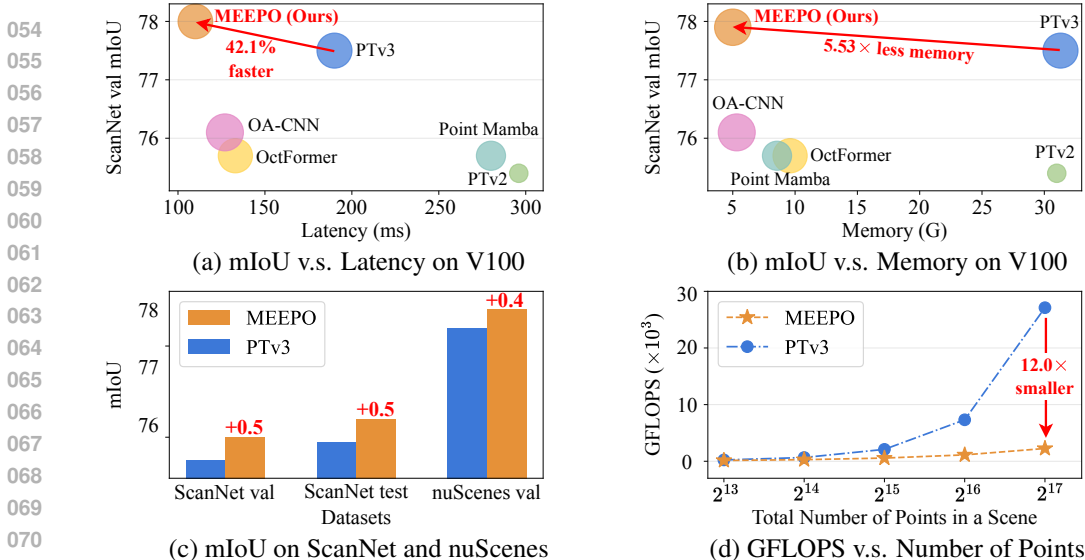 054
055
056
057
058
059
060
061
062
063
064
065
066
067
068
069
070
ScanNet val mIoU
78
77
76
MEEPO (Ours)
42.1%
faster
PTv3
OA-CNN
OctFormer
Point Mamba
PTv2
100 150 200 250 300
Latency (ms)
(a) mIoU v.s. Latency on V100
ScanNet val mIoU
78
77
76
MEEPO (Ours)
PTv3
5.53× less memory
OA-CNN
OctFormer
Point Mamba
PTv2
5 10 15 20 25 30
Memory (G)
(b) mIoU v.s. Memory on V100
mIoU
78
77
76
MEEPO
PTv3
+0.5
+0.5
+0.4
ScanNet val ScanNet test nuScenes val
Datasets
(c) mIoU on ScanNet and nuScenes
GFLOPS (×10³)
30
20
10
0
MEEPO
PTv3
12.0×
smaller
2¹³ 2¹⁴ 2¹⁵ 2¹⁶ 2¹⁷
Total Number of Points in a Scene
(d) GFLOPS v.s. Number of Points